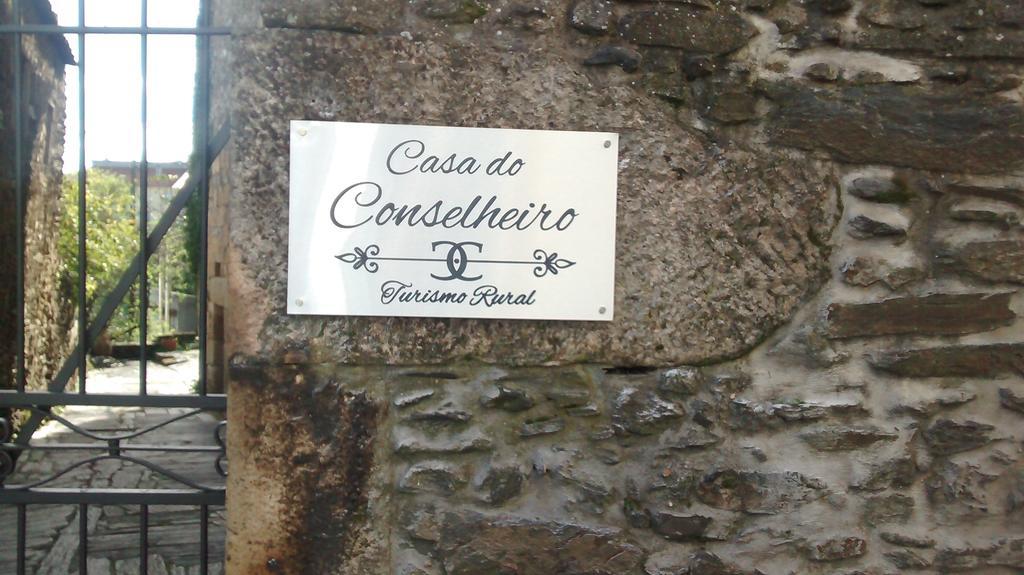 Casa do
Conselheiro
Turismo Rural